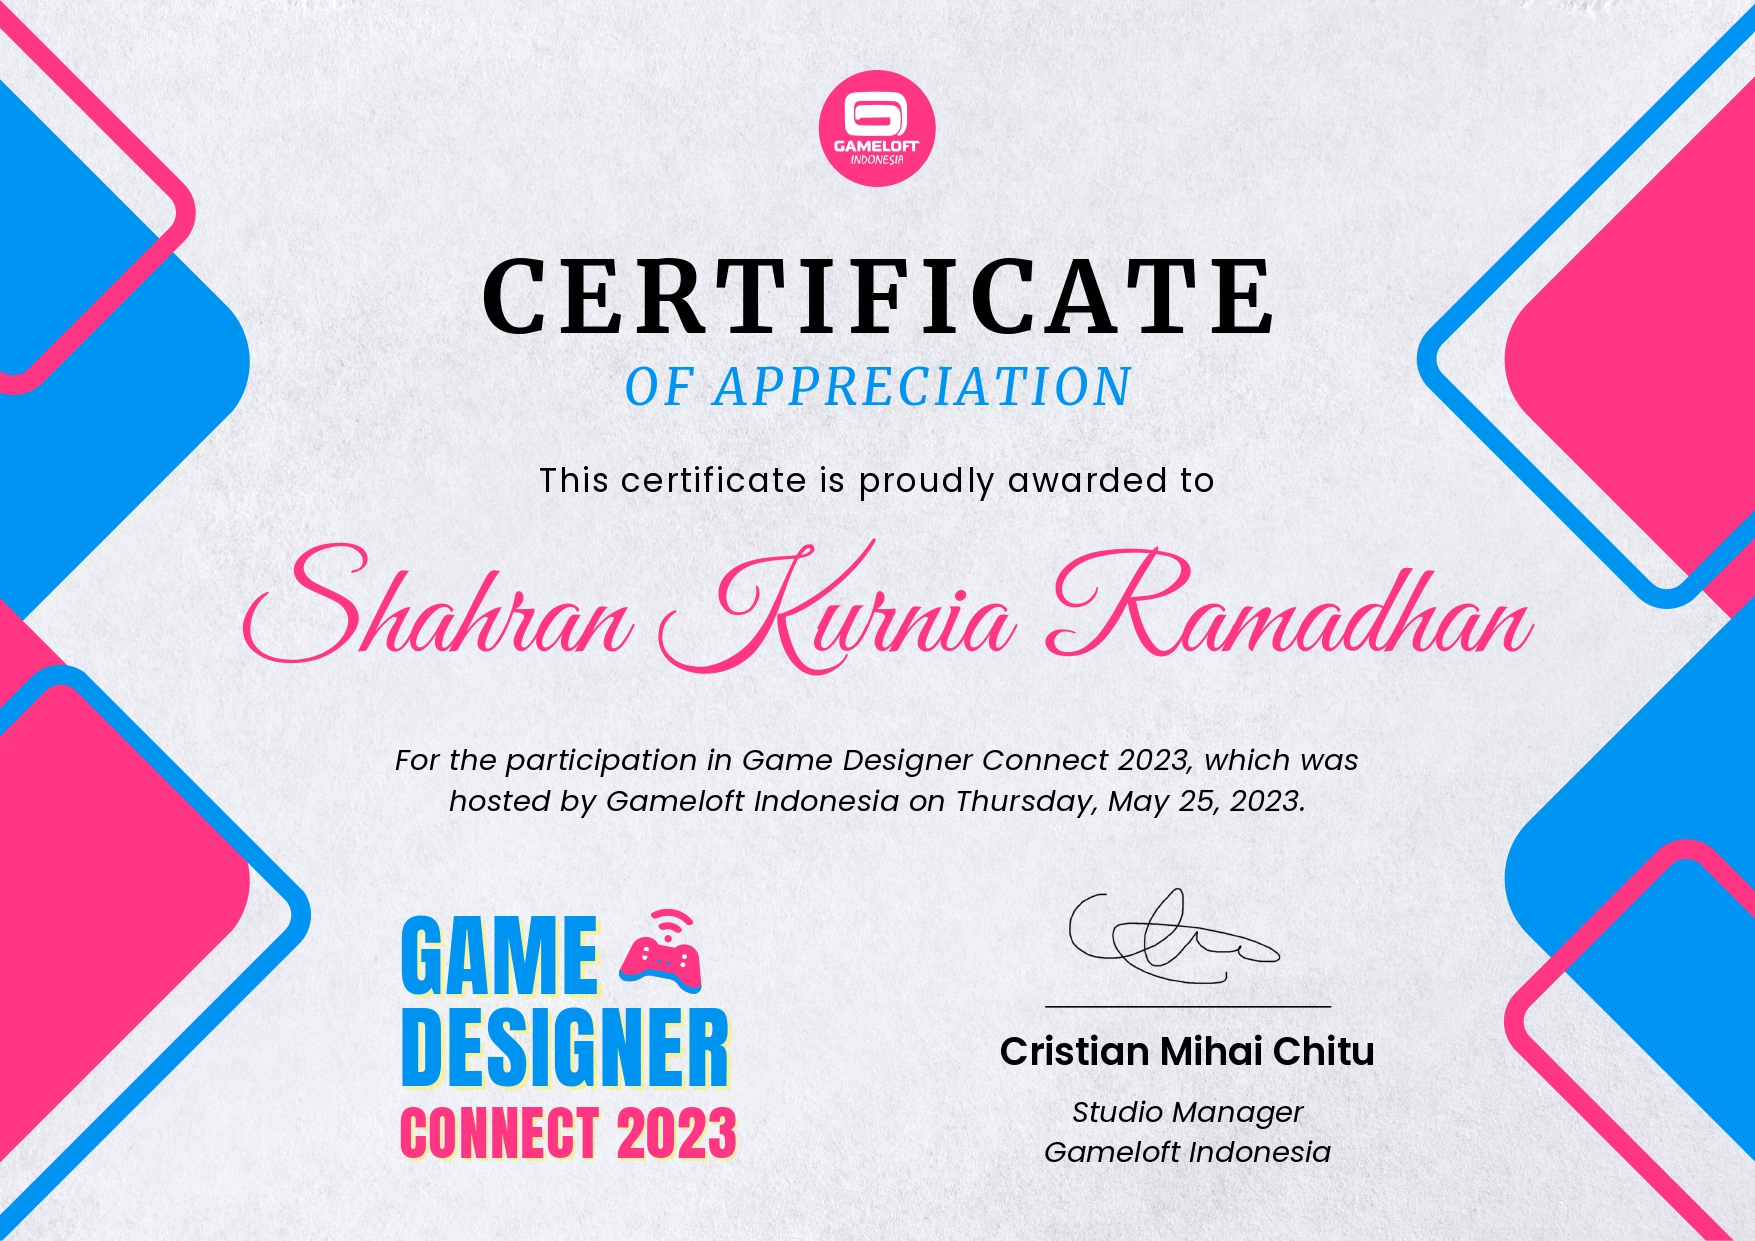 GAMELOFT
INDONESIA
CERTIFICATE
OF APPRECIATION
This certificate is proudly awarded to
Shahran Kurnia Ramadhan
For the participation in Game Designer Connect 2023, which was
hosted by Gameloft Indonesia on Thursday, May 25, 2023.
GAME
DESIGNER
CONNECT 2023
Cristian Mihai Chitu
Studio Manager
Gameloft Indonesia